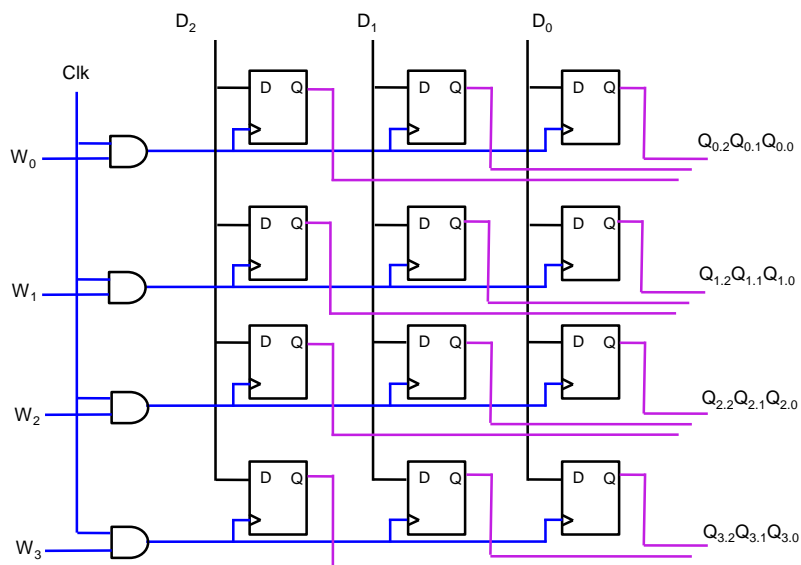 D₂ D₁ D₀
Clk
D Q D Q D Q
W₀
Q₀.₂Q₀.₁Q₀.₀
D Q D Q D Q
W₁
Q₁.₂Q₁.₁Q₁.₀
D Q D Q D Q
W₂
Q₂.₂Q₂.₁Q₂.₀
D Q D Q D Q
W₃
Q₃.₂Q₃.₁Q₃.₀